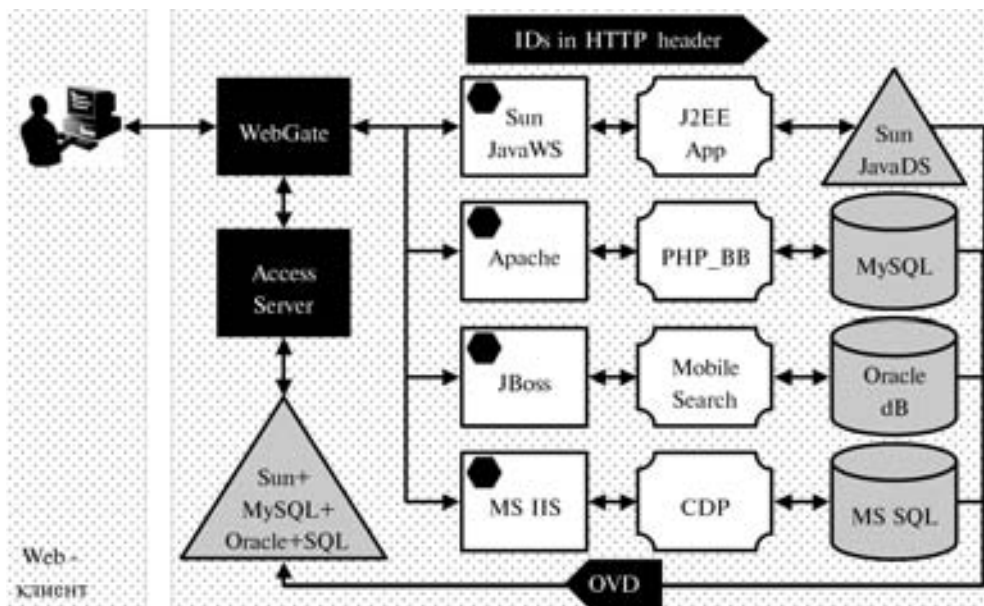 IDs in HTTP header
WebGate
Sun
JavaWS
J2EE
App
Sun
JavaDS
Access
Server
Apache
PHP_BB
MySQL
JBoss
Mobile
Search
Oracle
dB
Sun+
MySQL+
Oracle+SQL
MS IIS
CDP
MS SQL
Web -
клиент
OVD